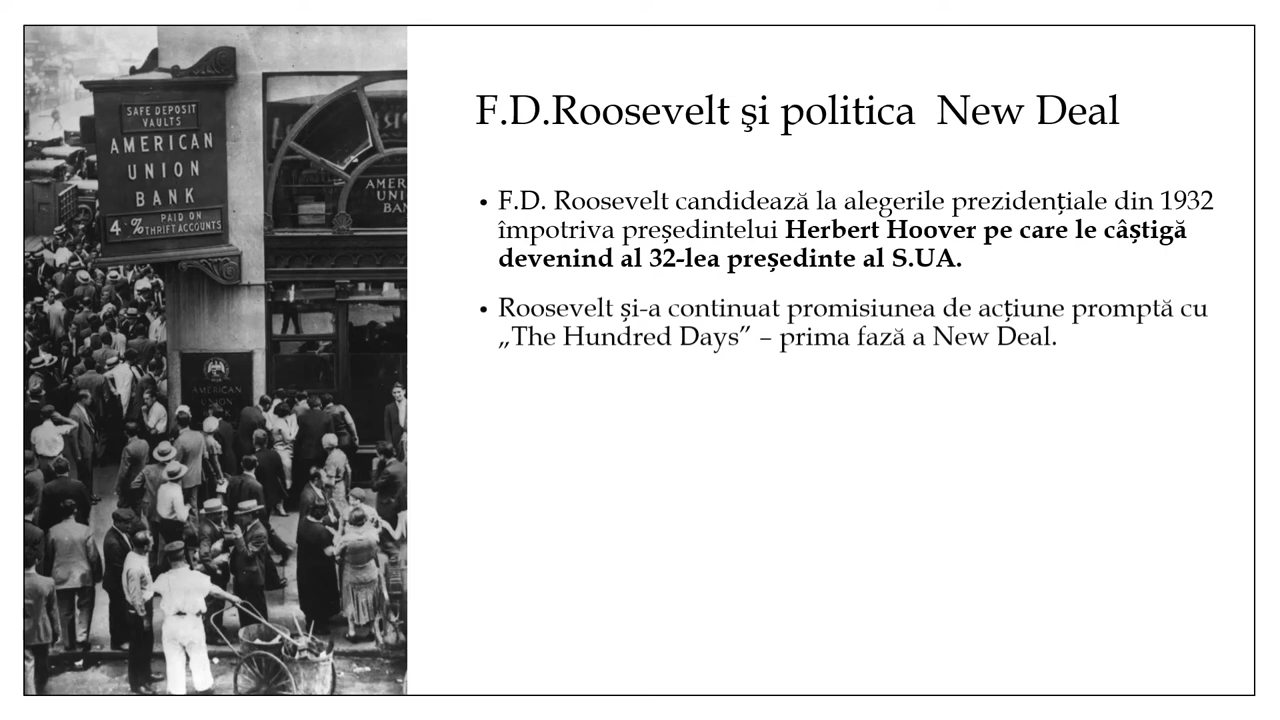 SAFE DEPOSIT
VAULTS
AMERICAN
UNION
BANK
4% PAID ON
THRIFT ACCOUNTS
AMERICAN
UNION
F.D.Roosevelt şi politica  New Deal
• F.D. Roosevelt candidează la alegerile prezidențiale din 1932
împotriva președintelui Herbert Hoover pe care le câștigă
devenind al 32-lea președinte al S.UA.
• Roosevelt și-a continuat promisiunea de acțiune promptă cu
„The Hundred Days” – prima fază a New Deal.